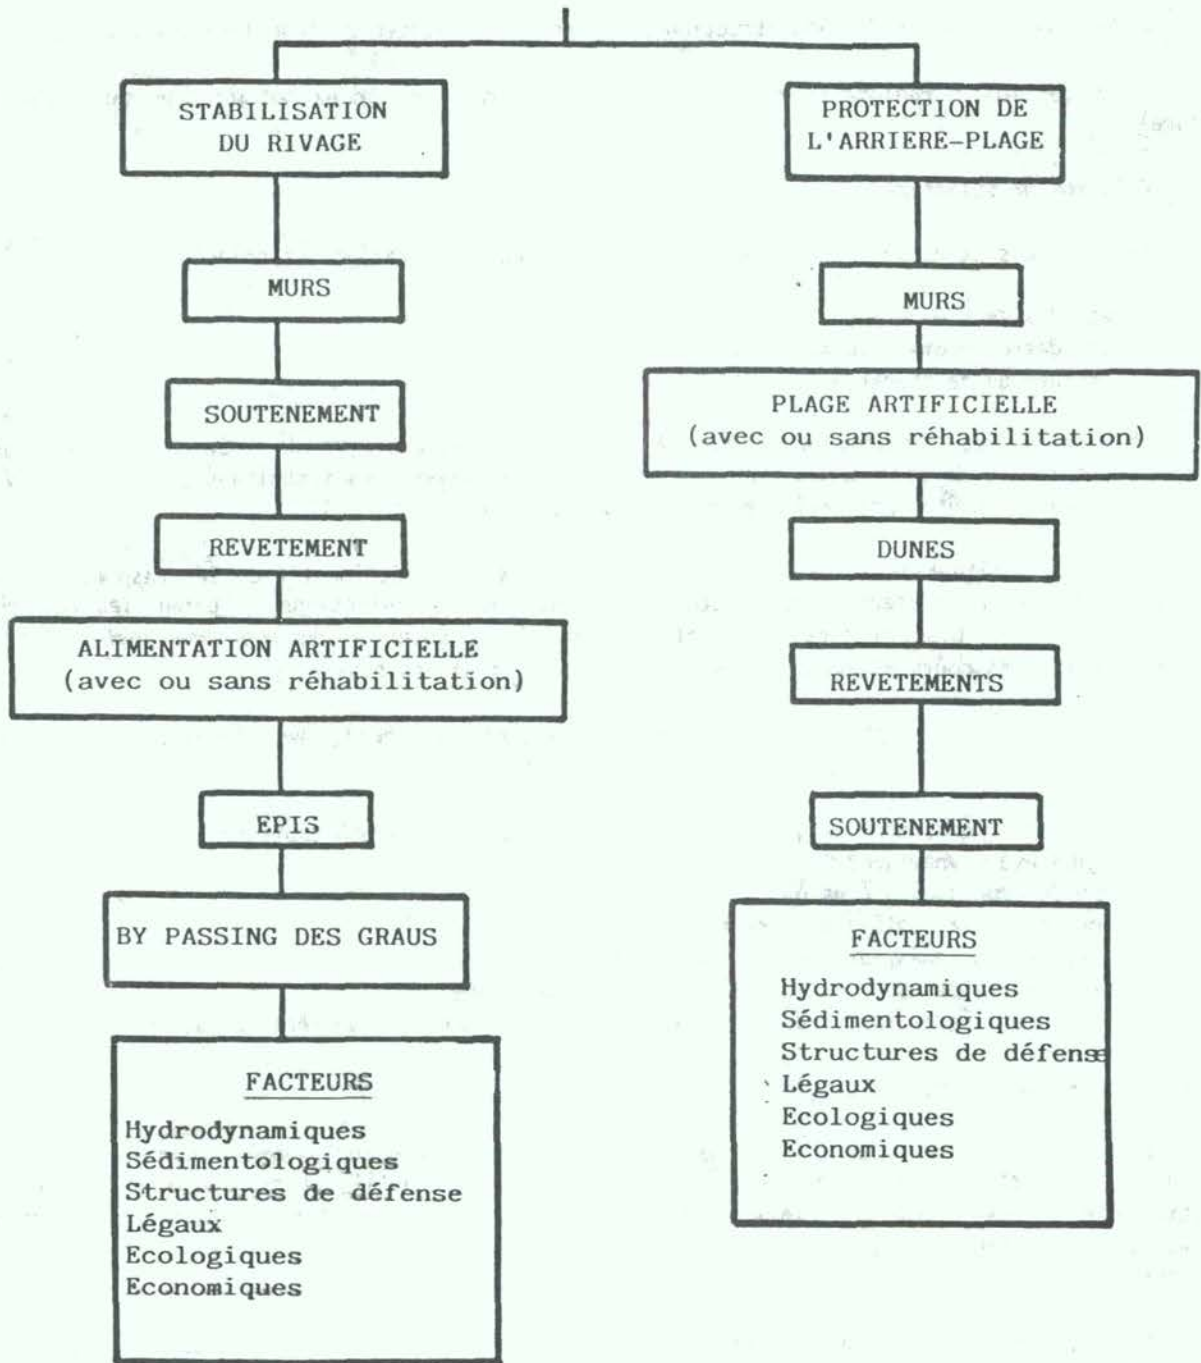 STABILISATION
DU RIVAGE
MURS
SOUTENEMENT
REVETEMENT
ALIMENTATION ARTIFICIELLE
(avec ou sans réhabilitation)
EPIS
BY PASSING DES GRAUS
FACTEURS
Hydrodynamiques
Sédimentologiques
Structures de défense
Légaux
Ecologiques
Economiques
PROTECTION DE
L'ARRIERE-PLAGE
MURS
PLAGE ARTIFICIELLE
(avec ou sans réhabilitation)
DUNES
REVETEMENTS
SOUTENEMENT
FACTEURS
Hydrodynamiques
Sédimentologiques
Structures de défense
Légaux
Ecologiques
Economiques